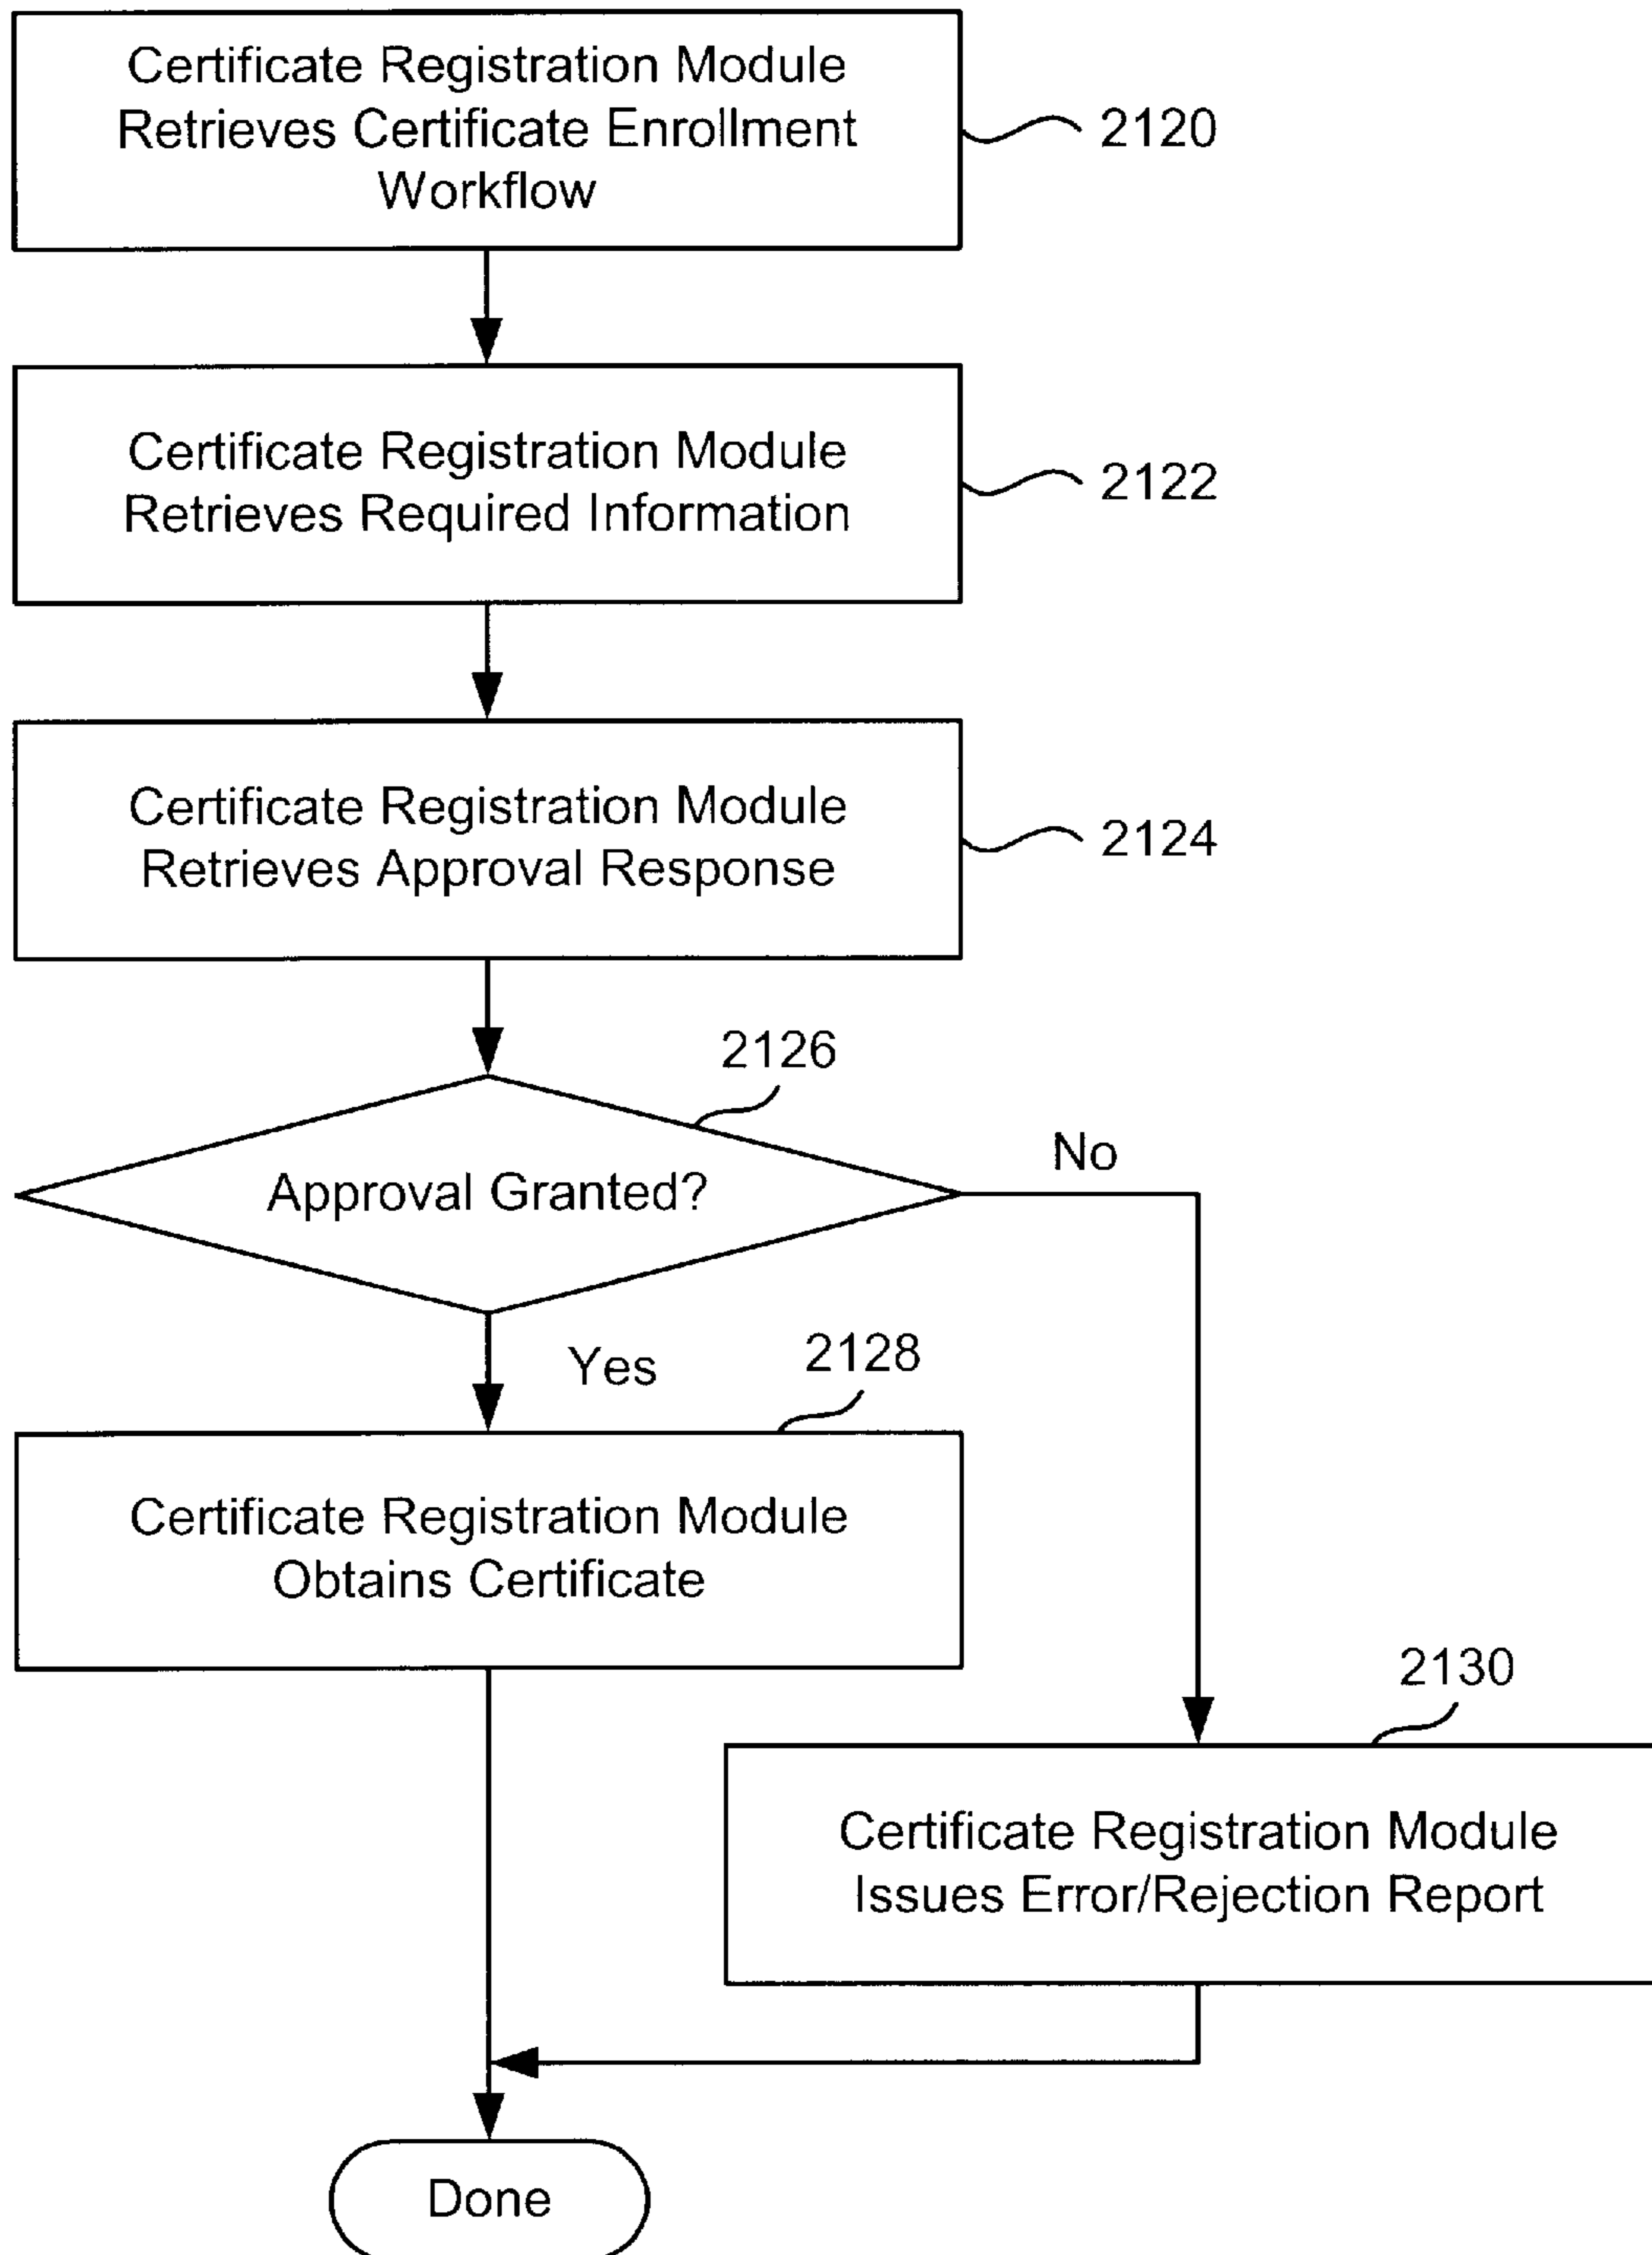 Certificate Registration Module
Retrieves Certificate Enrollment
Workflow
2120
Certificate Registration Module
Retrieves Required Information
2122
Certificate Registration Module
Retrieves Approval Response
2124
2126
Approval Granted?
No
Yes
2128
Certificate Registration Module
Obtains Certificate
2130
Certificate Registration Module
Issues Error/Rejection Report
Done